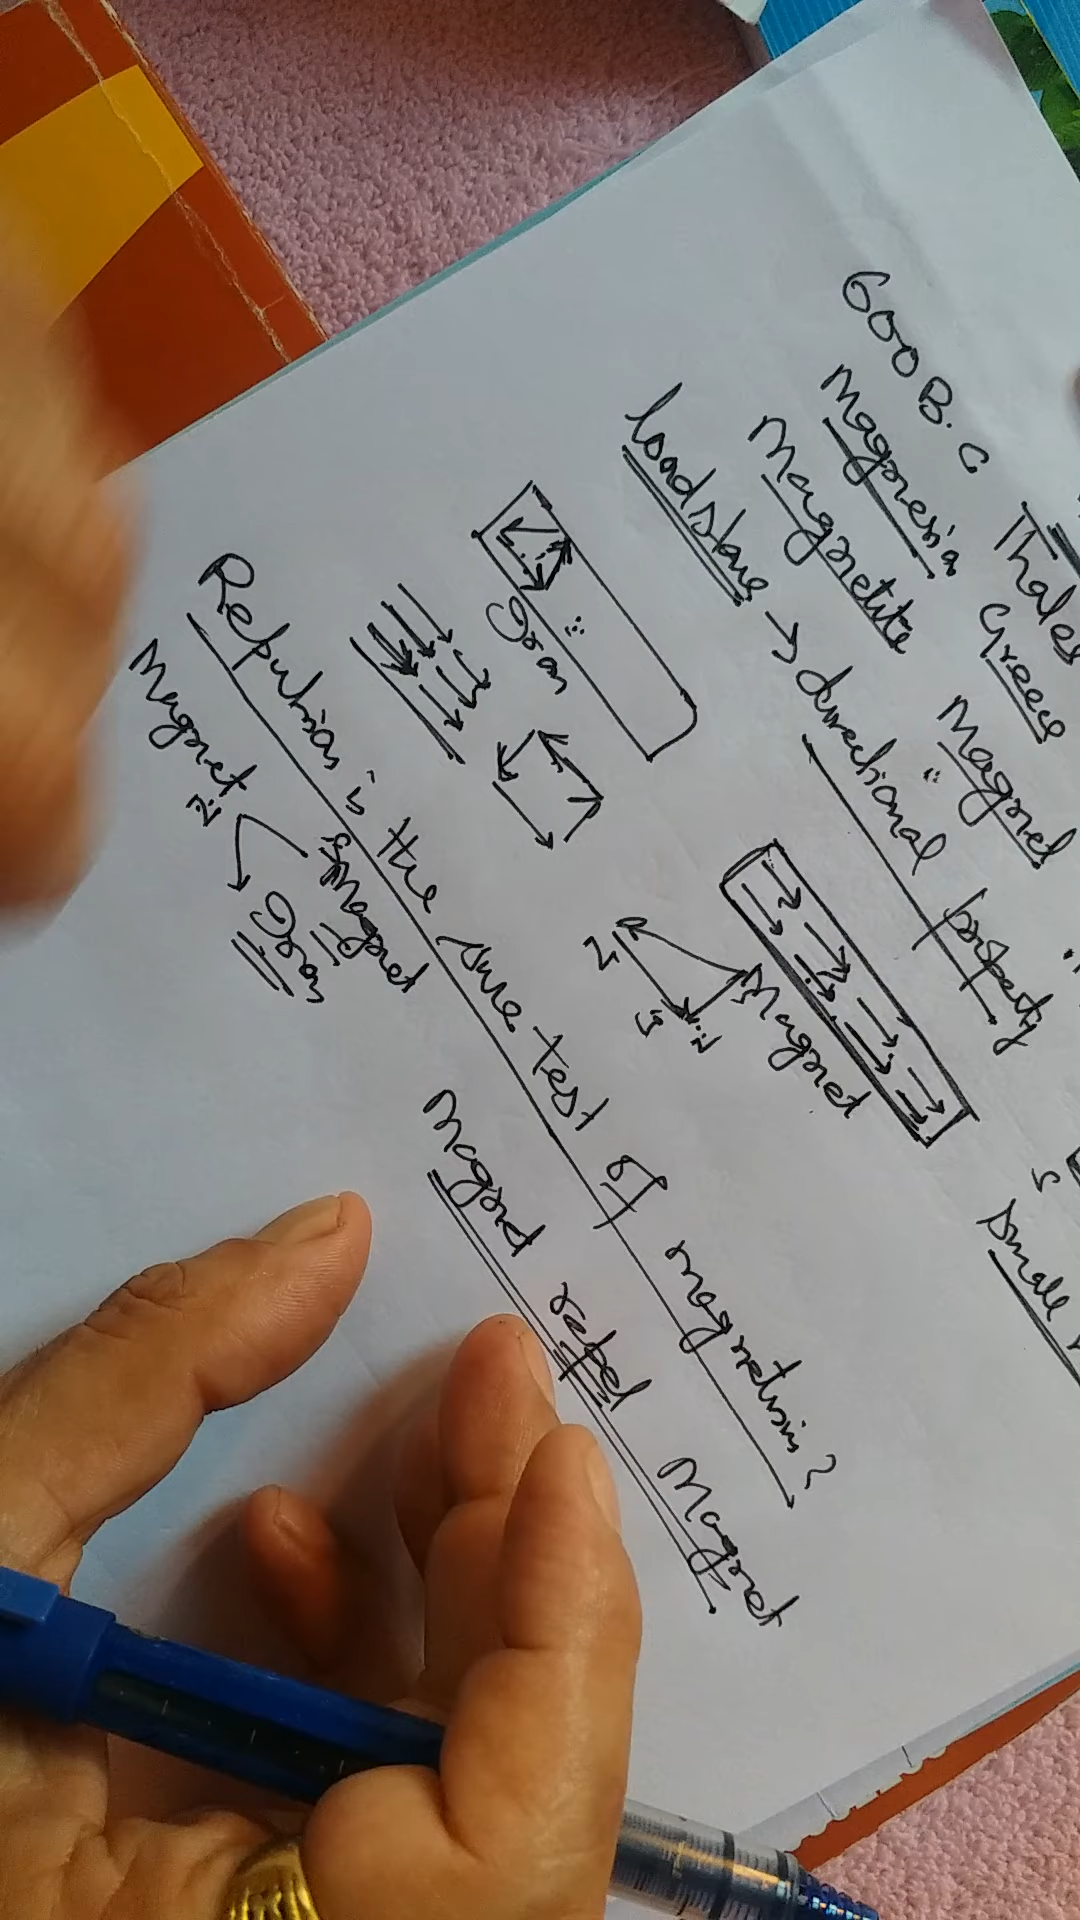 600 B.C Thales
Greece
Magnesia Magnet
Magnetite
loadstone → directional property
small
Iron
Magnet
N S N S
Repulsion is the sure test of magnetism?
Magnet Magnet
N S
Iron
Magnet repel Magnet